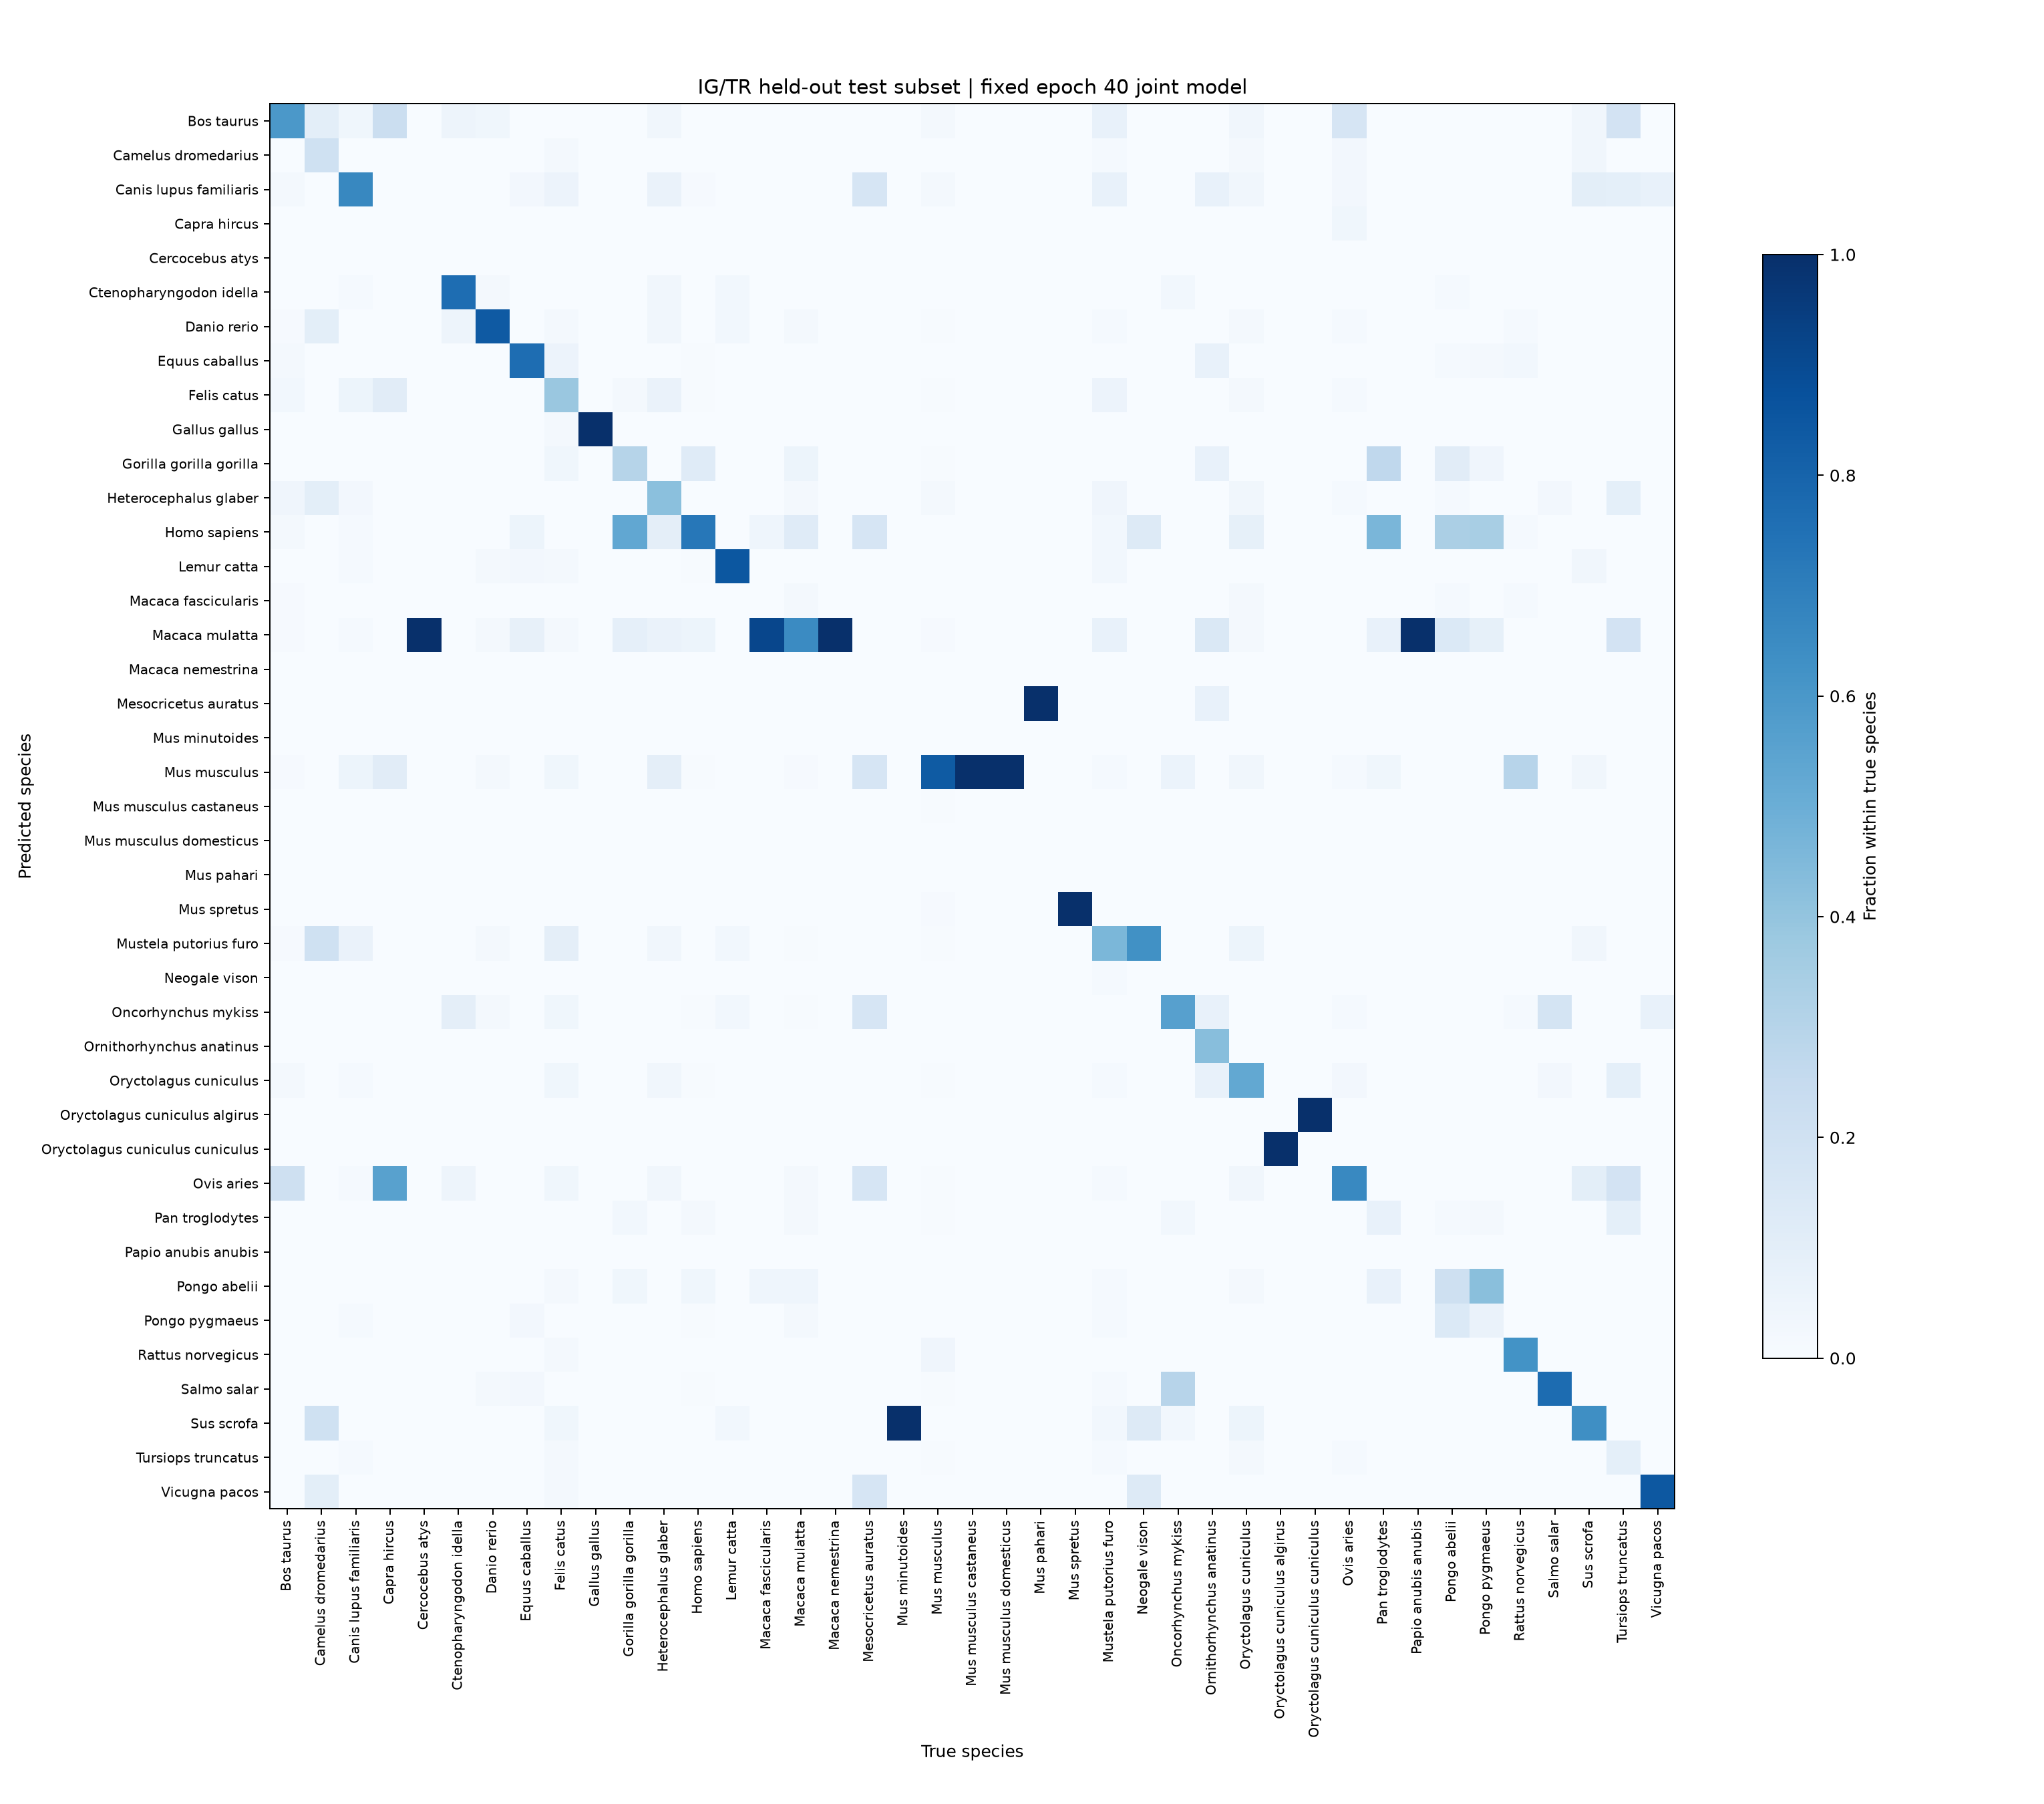 IG/TR held-out test subset | fixed epoch 40 joint model
Predicted species
Bos taurus
Camelus dromedarius
Canis lupus familiaris
Capra hircus
Cercocebus atys
Ctenopharyngodon idella
Danio rerio
Equus caballus
Felis catus
Gallus gallus
Gorilla gorilla gorilla
Heterocephalus glaber
Homo sapiens
Lemur catta
Macaca fascicularis
Macaca mulatta
Macaca nemestrina
Mesocricetus auratus
Mus minutoides
Mus musculus
Mus musculus castaneus
Mus musculus domesticus
Mus pahari
Mus spretus
Mustela putorius furo
Neogale vison
Oncorhynchus mykiss
Ornithorhynchus anatinus
Oryctolagus cuniculus
Oryctolagus cuniculus algirus
Oryctolagus cuniculus cuniculus
Ovis aries
Pan troglodytes
Papio anubis anubis
Pongo abelii
Pongo pygmaeus
Rattus norvegicus
Salmo salar
Sus scrofa
Tursiops truncatus
Vicugna pacos
Bos taurus
Camelus dromedarius
Canis lupus familiaris
Capra hircus
Cercocebus atys
Ctenopharyngodon idella
Danio rerio
Equus caballus
Felis catus
Gallus gallus
Gorilla gorilla gorilla
Heterocephalus glaber
Homo sapiens
Lemur catta
Macaca fascicularis
Macaca mulatta
Macaca nemestrina
Mesocricetus auratus
Mus minutoides
Mus musculus
Mus musculus castaneus
Mus musculus domesticus
Mus pahari
Mus spretus
Mustela putorius furo
Neogale vison
Oncorhynchus mykiss
Ornithorhynchus anatinus
Oryctolagus cuniculus
Oryctolagus cuniculus algirus
Oryctolagus cuniculus cuniculus
Ovis aries
Pan troglodytes
Papio anubis anubis
Pongo abelii
Pongo pygmaeus
Rattus norvegicus
Salmo salar
Sus scrofa
Tursiops truncatus
Vicugna pacos
True species
1.0
0.8
0.6
0.4
0.2
0.0
Fraction within true species